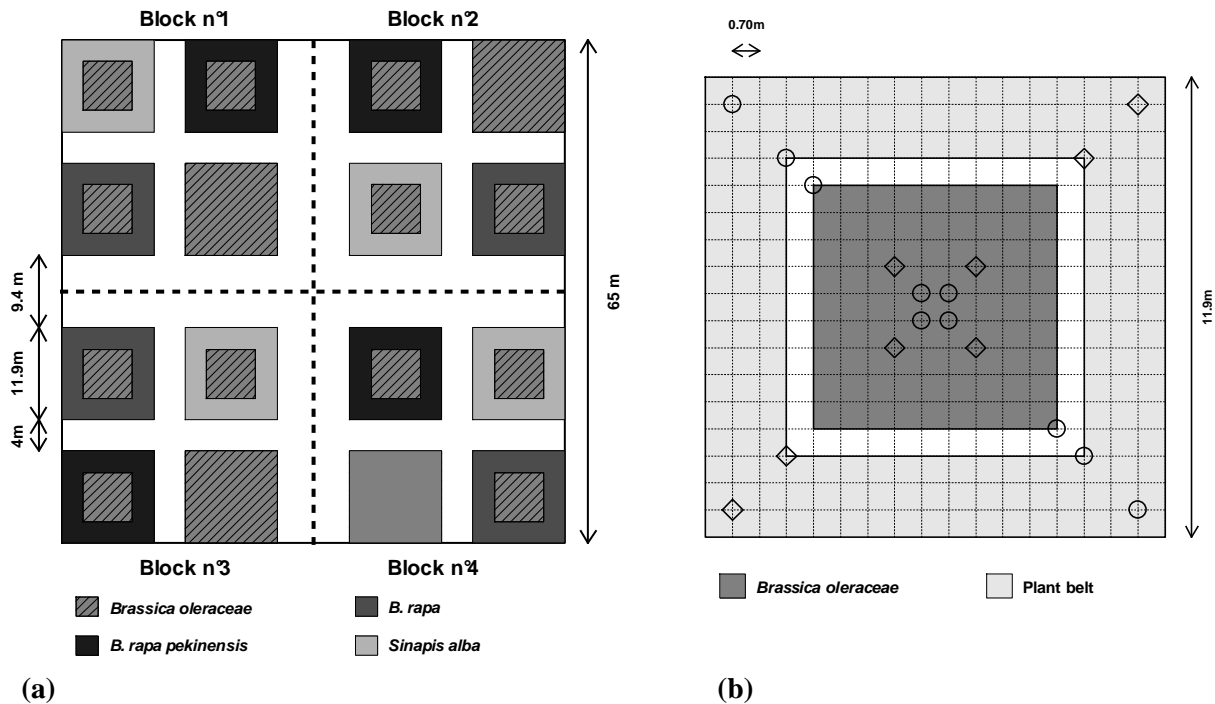 Block n°1
Block n°2
9.4 m
11.9m
4m
65 m
Block n°3
Block n°4
Brassica oleraceae
B. rapa
B. rapa pekinensis
Sinapis alba
(a)
0.70m
11.9m
Brassica oleraceae
Plant belt
(b)